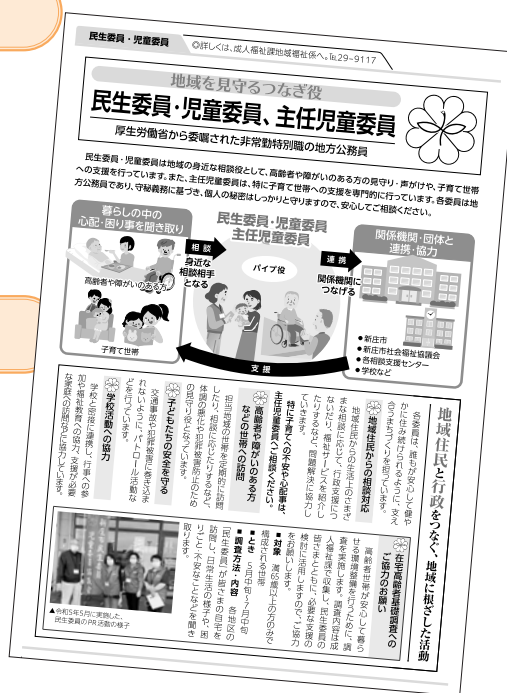 民生委員・児童委員
◎詳しくは、成人福祉課地域福祉係へ。℡29-9117
地域を見守るつなぎ役
民生委員・児童委員、主任児童委員
厚生労働省から委嘱された非常勤特別職の地方公務員
民生委員・児童委員は地域の身近な相談役として、高齢者や障がいのある方の見守り・声がけや、子育て世帯
への支援を行っています。また、主任児童委員は、特に子育て世帯への支援を専門的に行っています。各委員は地
方公務員であり、守秘義務に基づき、個人の秘密はしっかりと守りますので、安心してご相談ください。
暮らしの中の
心配・困り事を聞き取り
高齢者や障がいのある方
子育て世帯
相談
身近な
相談相手
となる
民生委員・児童委員
主任児童委員
パイプ役
連携
関係機関に
つなげる
関係機関・団体と
連携・協力
●新庄市
●新庄市社会福祉協議会
●各相談支援センター
●学校など
支援
地域住民と行政をつなぐ、地域に根ざした活動
各委員は、誰もが安心して健や
かに住み続けられるように、支え
合うまちづくりを担っています。
地域住民からの相談対応
地域住民からの生活上のさまざ
まな相談に応じて、行政支援につ
ないだり、福祉サービスを紹介し
たりするなど、問題解決に協力し
ていきます。
特に子育ての不安や心配事は、
主任児童委員へご相談ください。
高齢者や障がいのある方
などの世帯への訪問
担当地域の世帯を定期的に訪問
したり、相談に応じたりするなど、
体調の悪化や犯罪被害防止のため
の見守り役となっています。
子どもたちの安全を守る
交通事故や犯罪被害に巻き込ま
れないように、パトロール活動な
どを行っています。
学校活動への協力
学校と密接に連携し、行事への参
加や福祉教育への協力、支援が必要
な家庭への訪問などに協力しています。
在宅高齢者基礎調査への
ご協力のお願い
高齢者世帯が安心して暮ら
せる環境整備を行うために、調
査を実施します。調査内容は成
人福祉課で収集し、民生委員の
皆さまとともに、必要な支援の
検討に活用しますので、ご協力
をお願いします。
■対象 満65歳以上の方のみで
構成される世帯
■とき 5月中旬～7月中旬
■調査方法・内容 各地区の
「民生委員」が皆さまの自宅を
訪問し、日常生活の様子や、困
りごと・不安なことなどを聞き
取ります。
▲令和5年5月に実施した、
民生委員のPR活動の様子